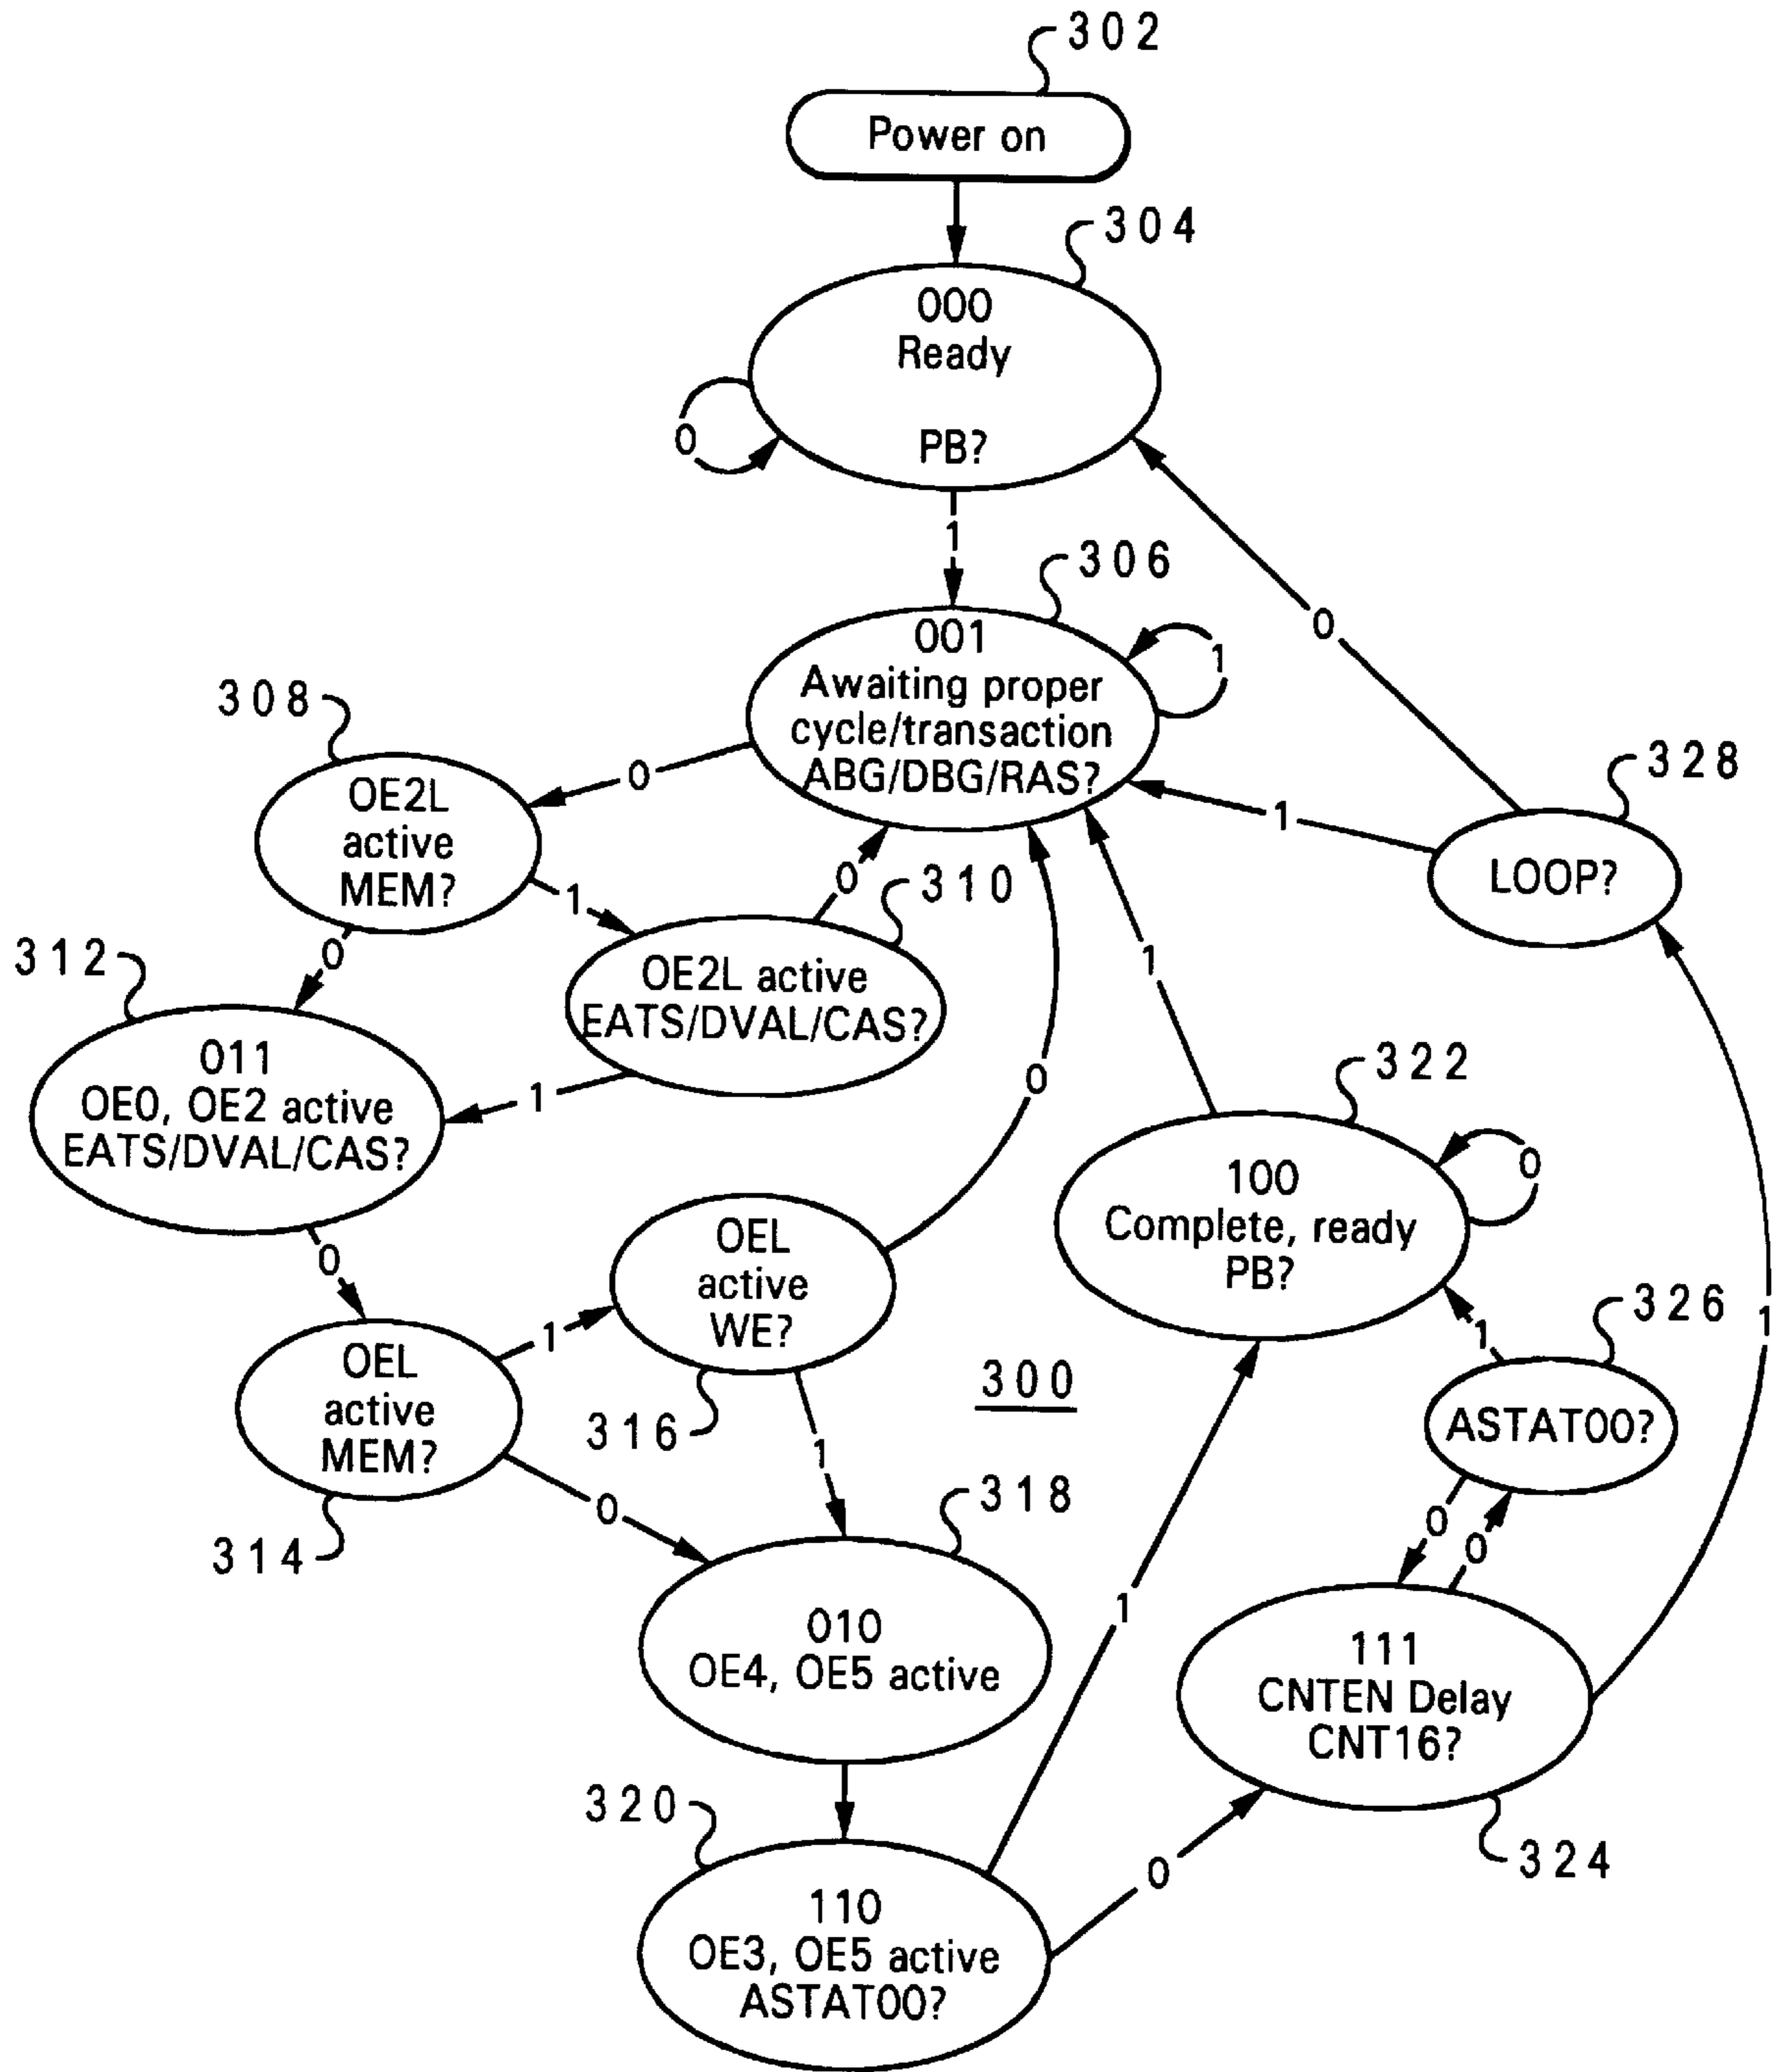 302
Power on
304
000
Ready
PB?
0
1
306
001
Awaiting proper
cycle/transaction
ABG/DBG/RAS?
1
0
0
1
308
OE2L
active
MEM?
1
0
310
OE2L active
EATS/DVAL/CAS?
0
1
312
011
OE0, OE2 active
EATS/DVAL/CAS?
0
314
OEL
active
MEM?
1
0
316
OEL
active
WE?
0
1
300
318
010
OE4, OE5 active
320
110
OE3, OE5 active
ASTAT00?
1
0
322
100
Complete, ready
PB?
0
1
324
111
CNTEN Delay
CNT16?
0
1
326
ASTAT00?
1
0
328
LOOP?